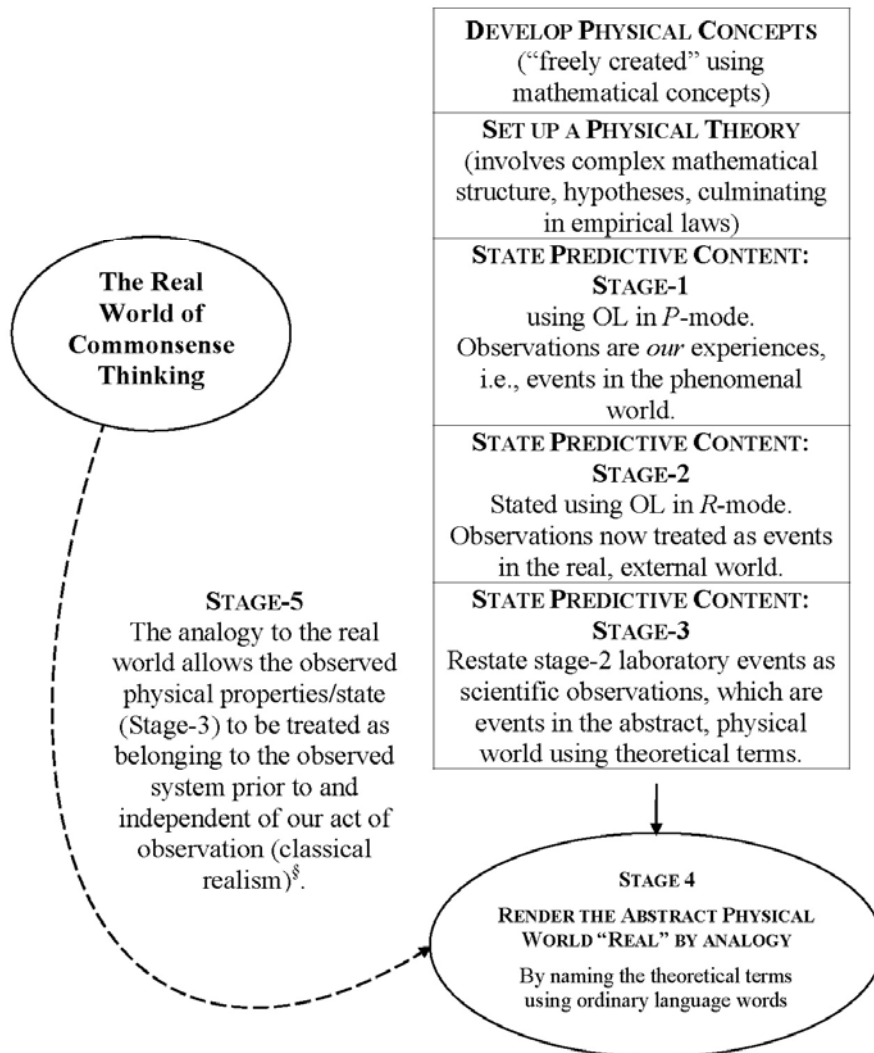 DEVELOP PHYSICAL CONCEPTS
(“freely created” using
mathematical concepts)
SET UP A PHYSICAL THEORY
(involves complex mathematical
structure, hypotheses, culminating
in empirical laws)
STATE PREDICTIVE CONTENT:
STAGE-1
using OL in P-mode.
Observations are our experiences,
i.e., events in the phenomenal
world.
STATE PREDICTIVE CONTENT:
STAGE-2
Stated using OL in R-mode.
Observations now treated as events
in the real, external world.
STATE PREDICTIVE CONTENT:
STAGE-3
Restate stage-2 laboratory events as
scientific observations, which are
events in the abstract, physical
world using theoretical terms.
The Real
World of
Commonsense
Thinking
STAGE-5
The analogy to the real
world allows the observed
physical properties/state
(Stage-3) to be treated as
belonging to the observed
system prior to and
independent of our act of
observation (classical
realism)§.
STAGE 4
RENDER THE ABSTRACT PHYSICAL
WORLD “REAL” BY ANALOGY
By naming the theoretical terms
using ordinary language words